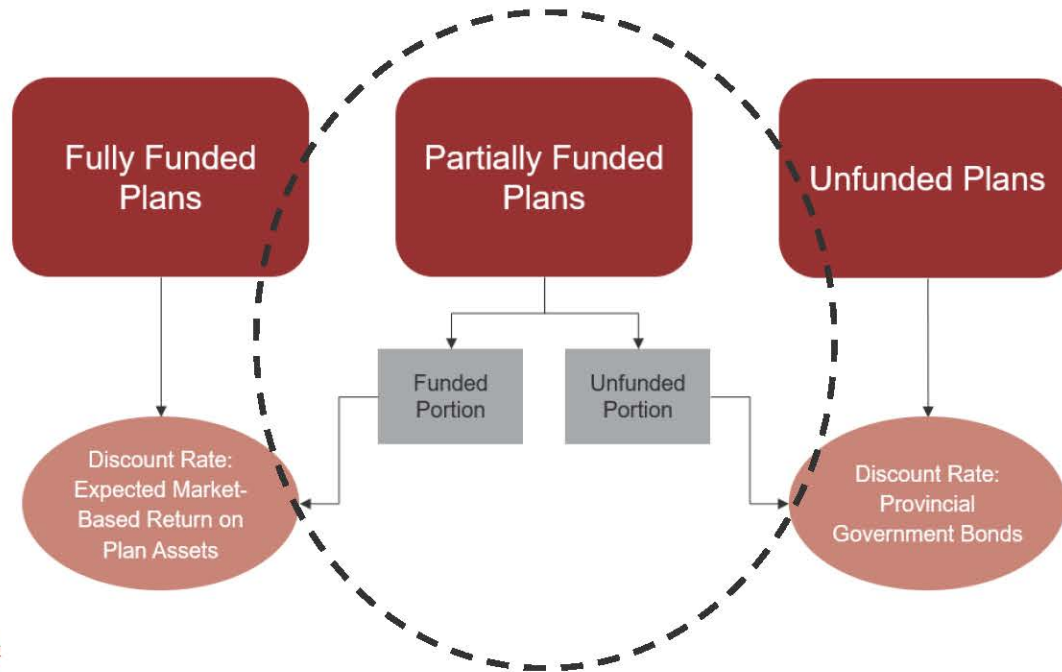 Fully Funded
Plans
Partially Funded
Plans
Unfunded Plans
Funded
Portion
Unfunded
Portion
Discount Rate:
Expected Market-
Based Return on
Plan Assets
Discount Rate:
Provincial
Government Bonds